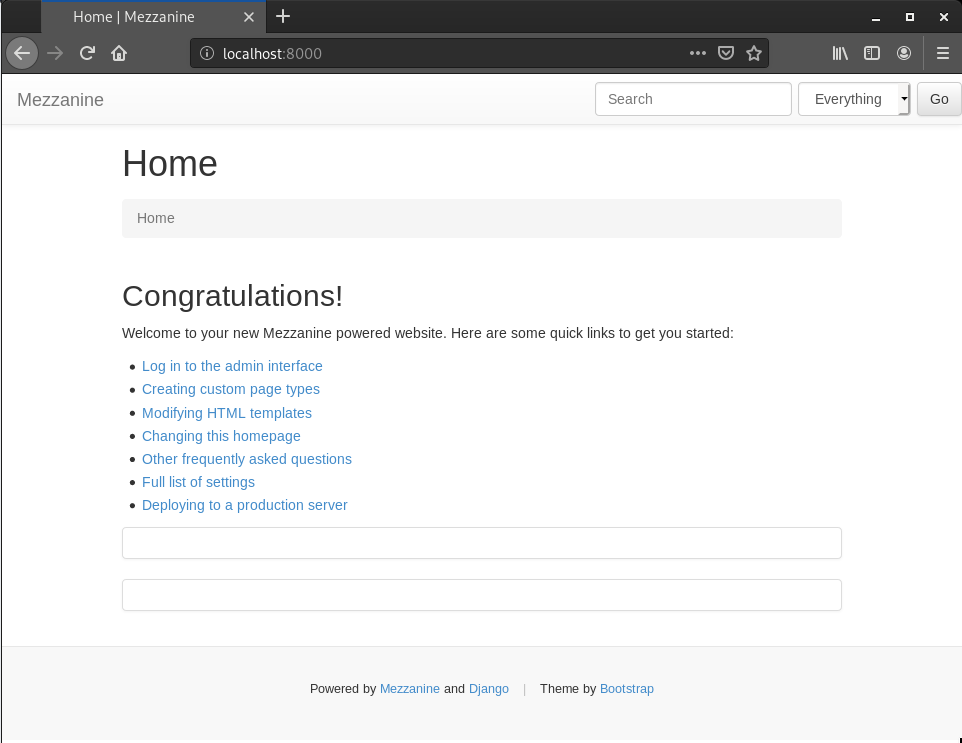 Home | Mezzanine
localhost:8000
Mezzanine
Search
Everything
Go
Home
Home
Congratulations!
Welcome to your new Mezzanine powered website. Here are some quick links to get you started:
Log in to the admin interface
Creating custom page types
Modifying HTML templates
Changing this homepage
Other frequently asked questions
Full list of settings
Deploying to a production server
Powered by Mezzanine and Django | Theme by Bootstrap